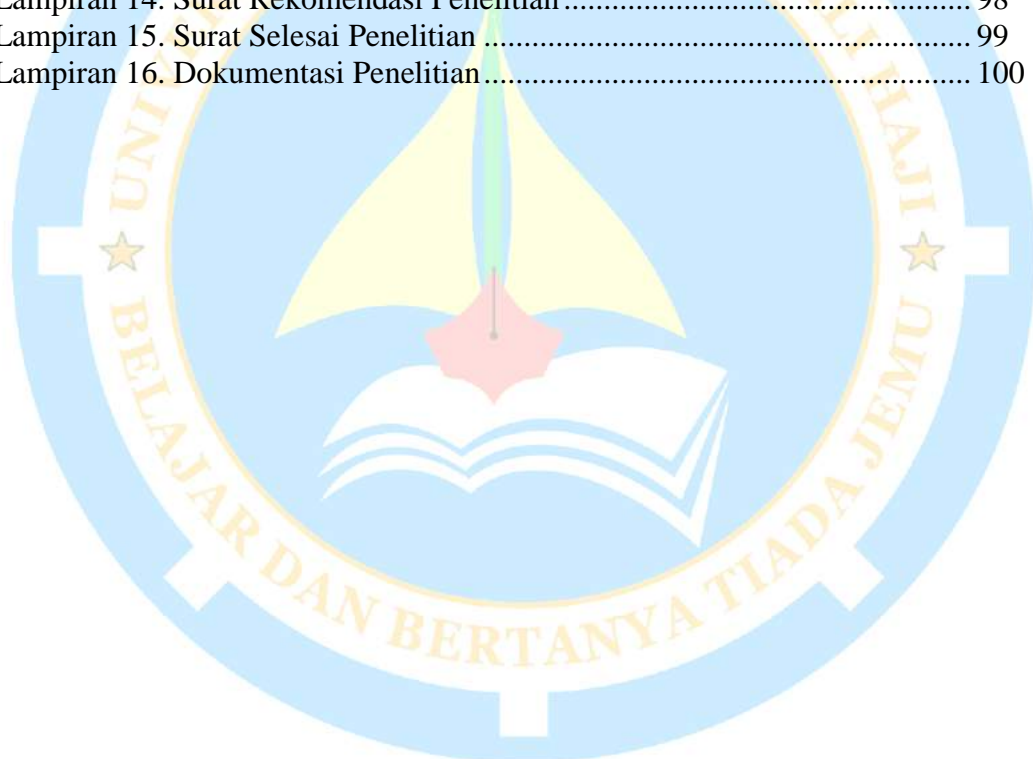 Lampiran 14. Surat Rekomendasi Penelitian ........................................................ 98
Lampiran 15. Surat Selesai Penelitian .................................................................. 99
Lampiran 16. Dokumentasi Penelitian .................................................................. 100
HAJI
BELAJAR DAN BERTANYA TIADA JEMU